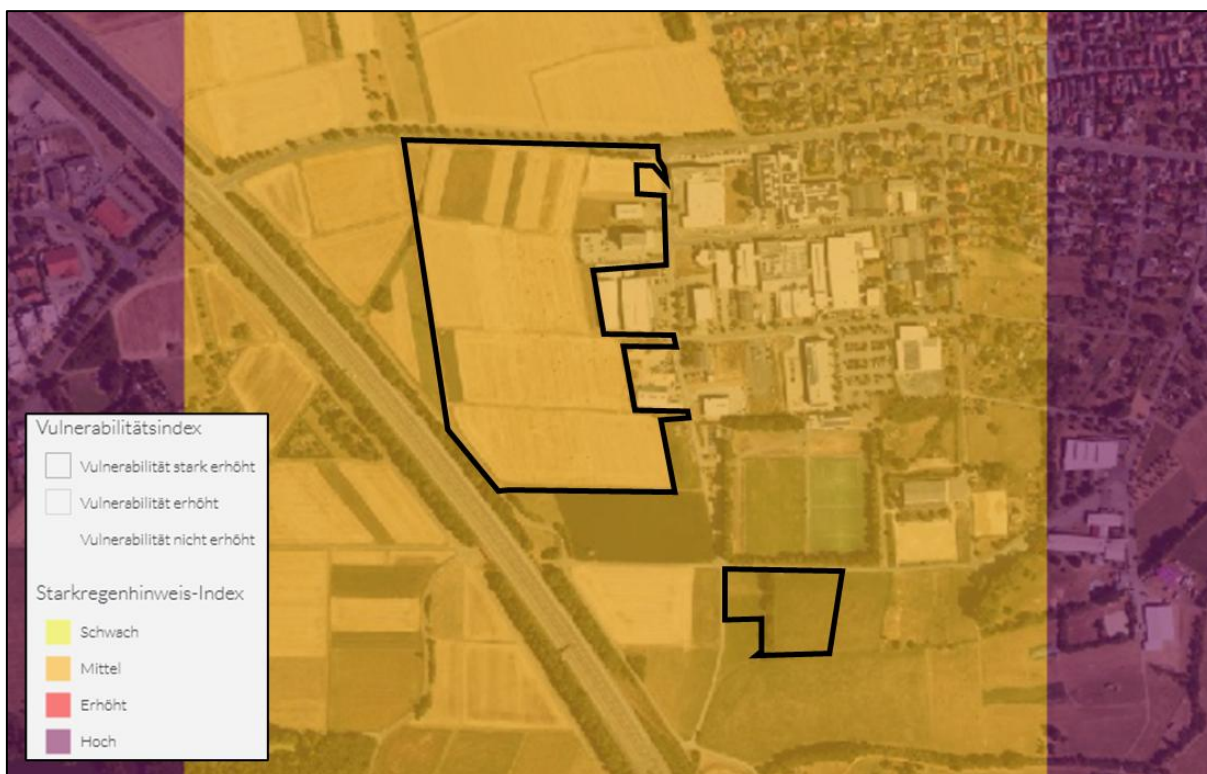 Vulnerabilitätsindex
Vulnerabilität stark erhöht
Vulnerabilität erhöht
Vulnerabilität nicht erhöht
Starkregenhinweis-Index
Schwach
Mittel
Erhöht
Hoch